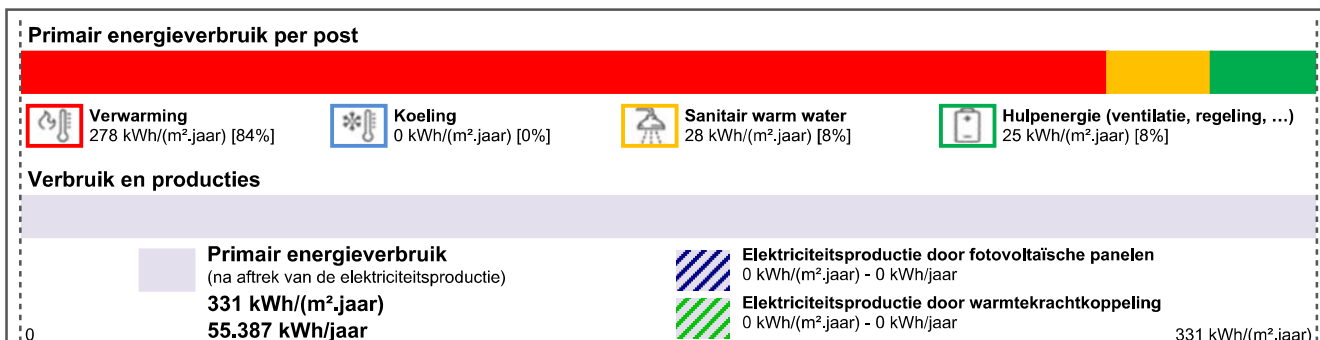 Primair energieverbruik per post
Verwarming
278 kWh/(m².jaar) [84%]
Koeling
0 kWh/(m².jaar) [0%]
Sanitair warm water
28 kWh/(m².jaar) [8%]
Hulpenergie (ventilatie, regeling, ...)
25 kWh/(m².jaar) [8%]
Verbruik en producties
Primair energieverbruik
(na aftrek van de elektriciteitsproductie)
331 kWh/(m².jaar)
55.387 kWh/jaar
Elektriciteitsproductie door fotovoltaïsche panelen
0 kWh/(m².jaar) - 0 kWh/jaar
Elektriciteitsproductie door warmtekrachtkoppeling
0 kWh/(m².jaar) - 0 kWh/jaar
0
331 kWh/(m².jaar)